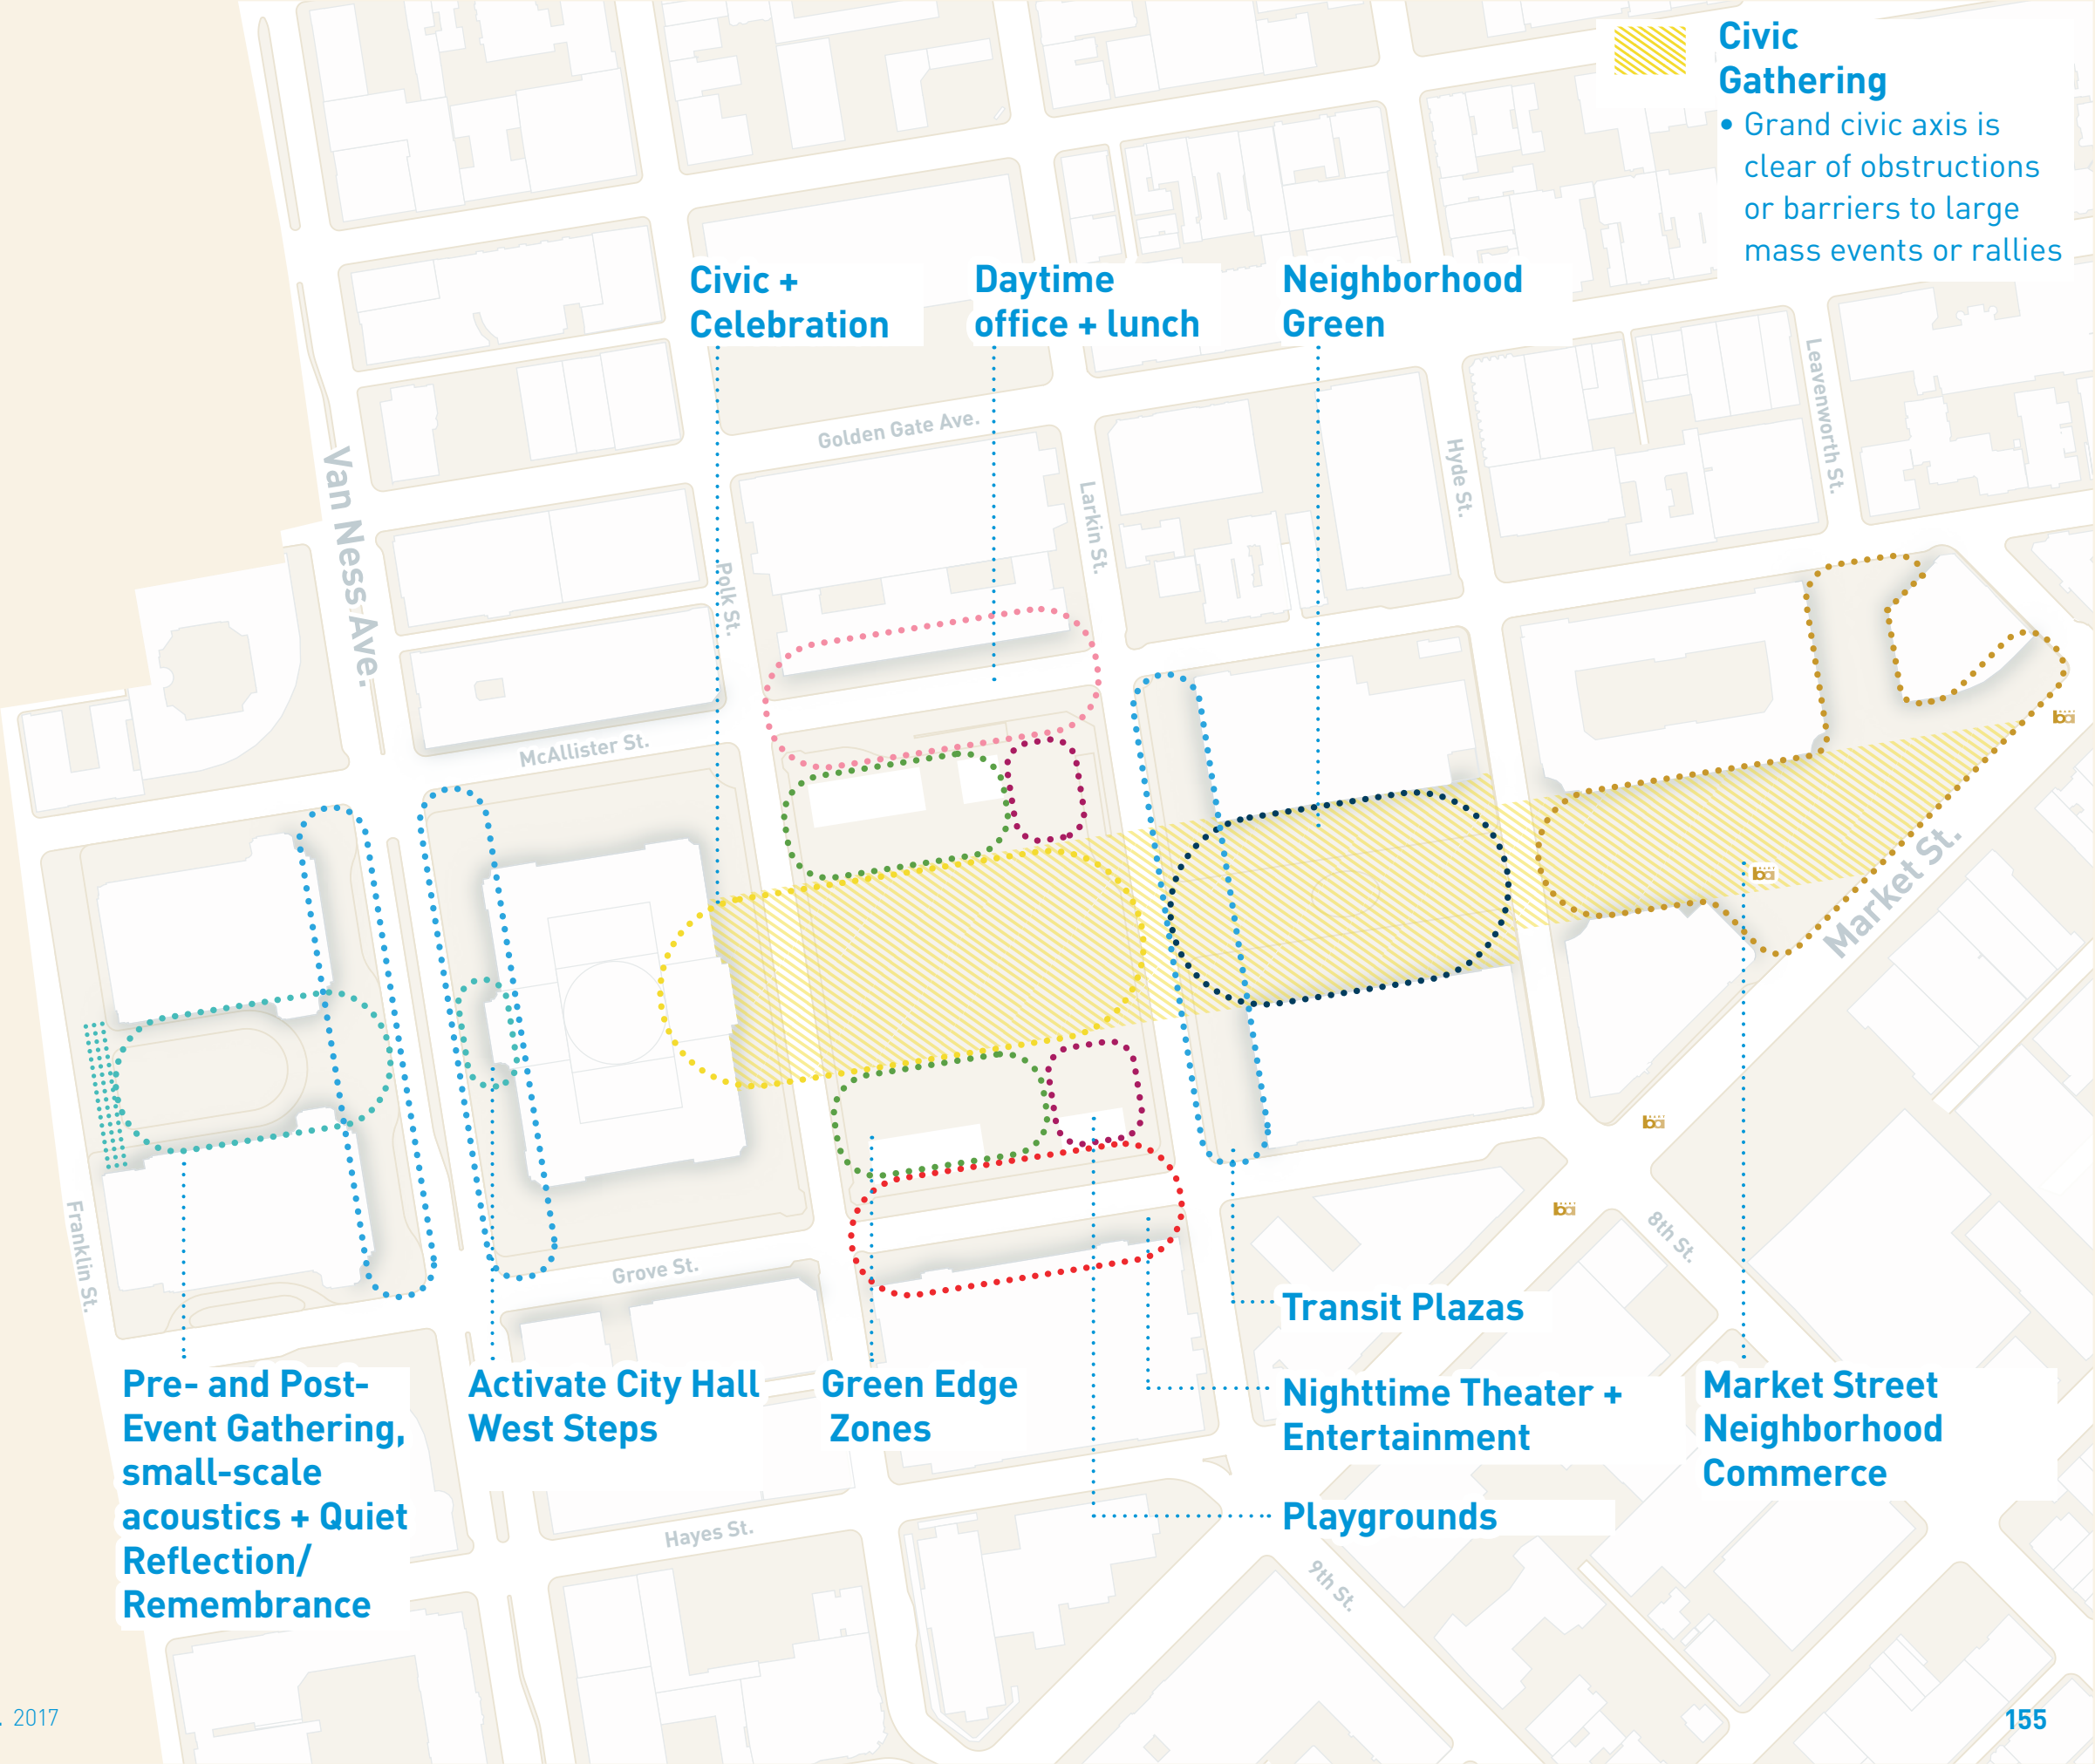 Civic
Gathering
• Grand civic axis is
clear of obstructions
or barriers to large
mass events or rallies
Civic +
Celebration
Daytime
office + lunch
Neighborhood
Green
Golden Gate Ave.
Van Ness Ave.
Polk St.
Larkin St.
Hyde St.
Leavenworth St.
McAllister St.
ba
ba
Market St.
ba
ba
Franklin St.
Grove St.
8th St.
Transit Plazas
Pre- and Post-
Event Gathering,
small-scale
acoustics + Quiet
Reflection/
Remembrance
Activate City Hall
West Steps
Green Edge
Zones
Nighttime Theater +
Entertainment
Market Street
Neighborhood
Commerce
Playgrounds
Hayes St.
9th St.
. 2017
155